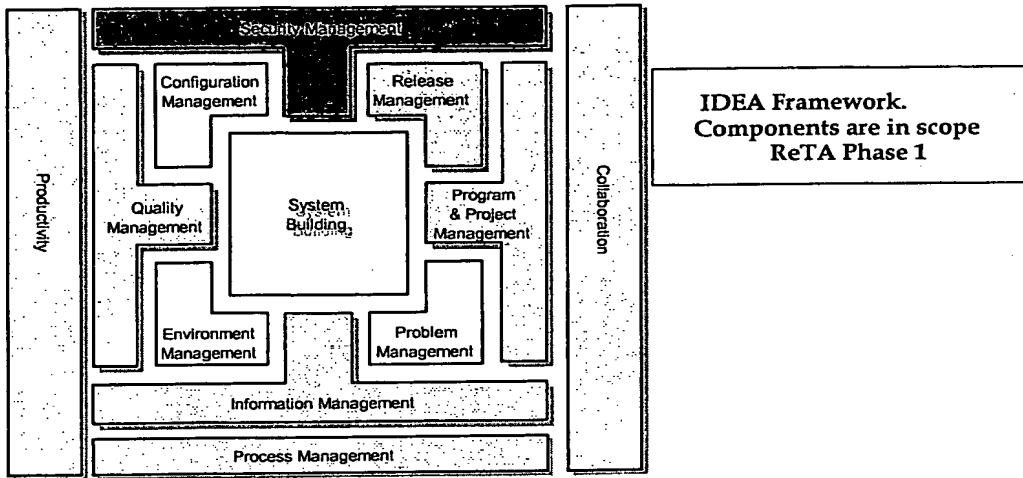 Security Management
Configuration
Management
Release
Management
IDEA Framework.
Components are in scope
ReTA Phase 1
Productivity
Quality
Management
System
Building
Program
& Project
Management
Collaboration
Environment
Management
Problem
Management
Information Management
Process Management